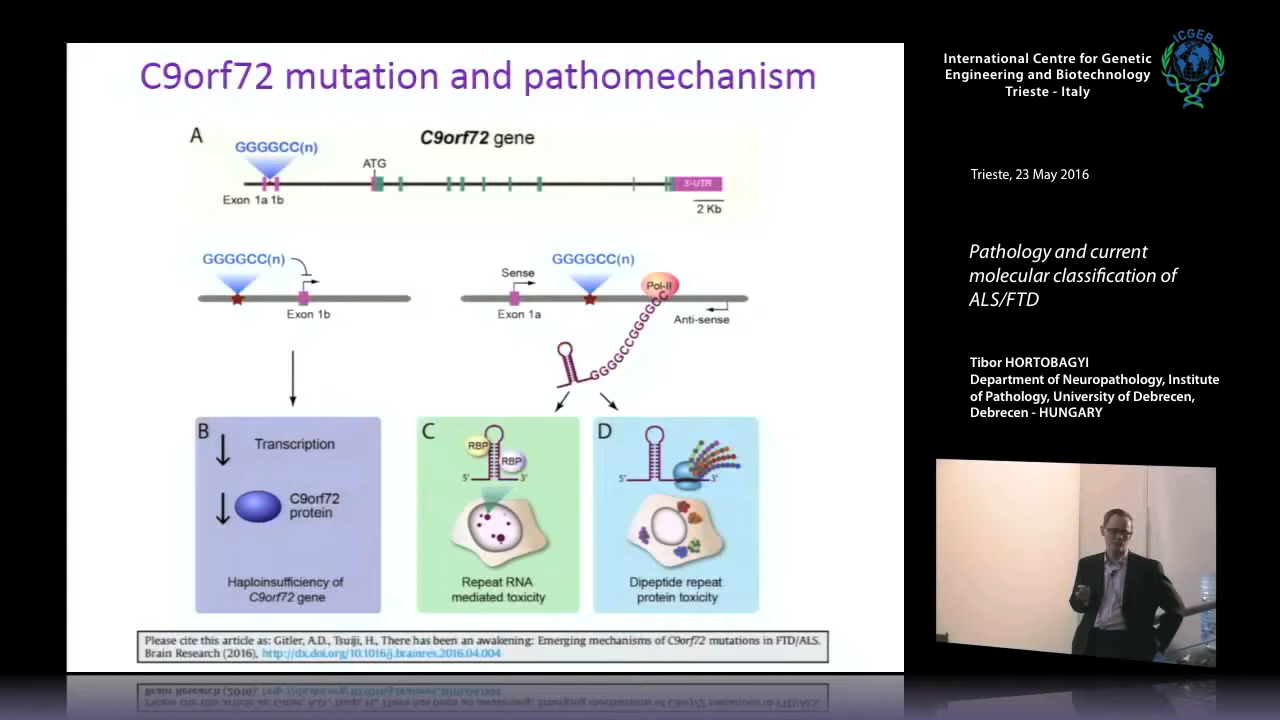 C9orf72 mutation and pathomechanism
A
C9orf72 gene
GGGGCC(n)
ATG
3'-UTR
Exon 1a 1b
2 Kb
GGGGCC(n)
Exon 1b
GGGGCC(n)
Sense
Pol-II
Exon 1a
Anti-sense
GGGGCCGGGGCC
B
Transcription
C9orf72
protein
Haploinsufficiency of
C9orf72 gene
C
RBP
RBP
5'
3'
Repeat RNA
mediated toxicity
D
5'
3'
Dipeptide repeat
protein toxicity
Please cite this article as: Gitler, A.D., Tsuiji, H., There has been an awakening: Emerging mechanisms of C9orf72 mutations in FTD/ALS.
Brain Research (2016), http://dx.doi.org/10.1016/j.brainres.2016.04.004
International Centre for Genetic
Engineering and Biotechnology
Trieste - Italy
ICGEB
Trieste, 23 May 2016
Pathology and current
molecular classification of
ALS/FTD
Tibor HORTOBAGYI
Department of Neuropathology, Institute
of Pathology, University of Debrecen,
Debrecen - HUNGARY